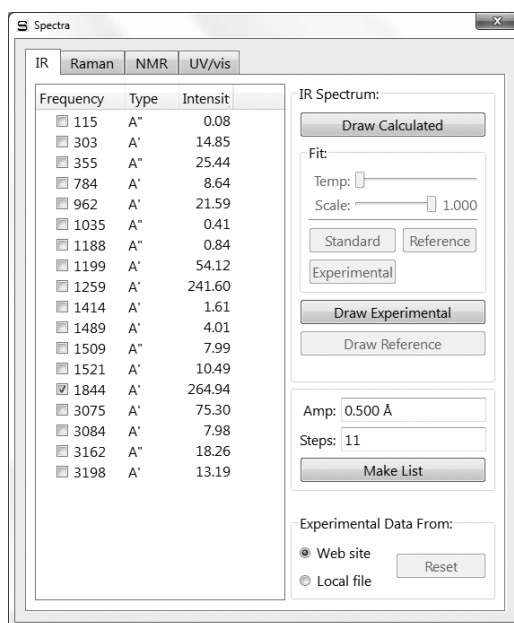 Spectra
x
IR Raman NMR UV/vis
Frequency Type Intensit
115 A" 0.08
303 A' 14.85
355 A" 25.44
784 A' 8.64
962 A' 21.59
1035 A" 0.41
1188 A" 0.84
1199 A' 54.12
1259 A' 241.60
1414 A' 1.61
1489 A' 4.01
1509 A" 7.99
1521 A' 10.49
1844 A' 264.94
3075 A' 75.30
3084 A' 7.98
3162 A" 18.26
3198 A' 13.19
IR Spectrum:
Draw Calculated
Fit:
Temp:
Scale: 1.000
Standard Reference
Experimental
Draw Experimental
Draw Reference
Amp: 0.500 Å
Steps: 11
Make List
Experimental Data From:
Web site
Reset
Local file